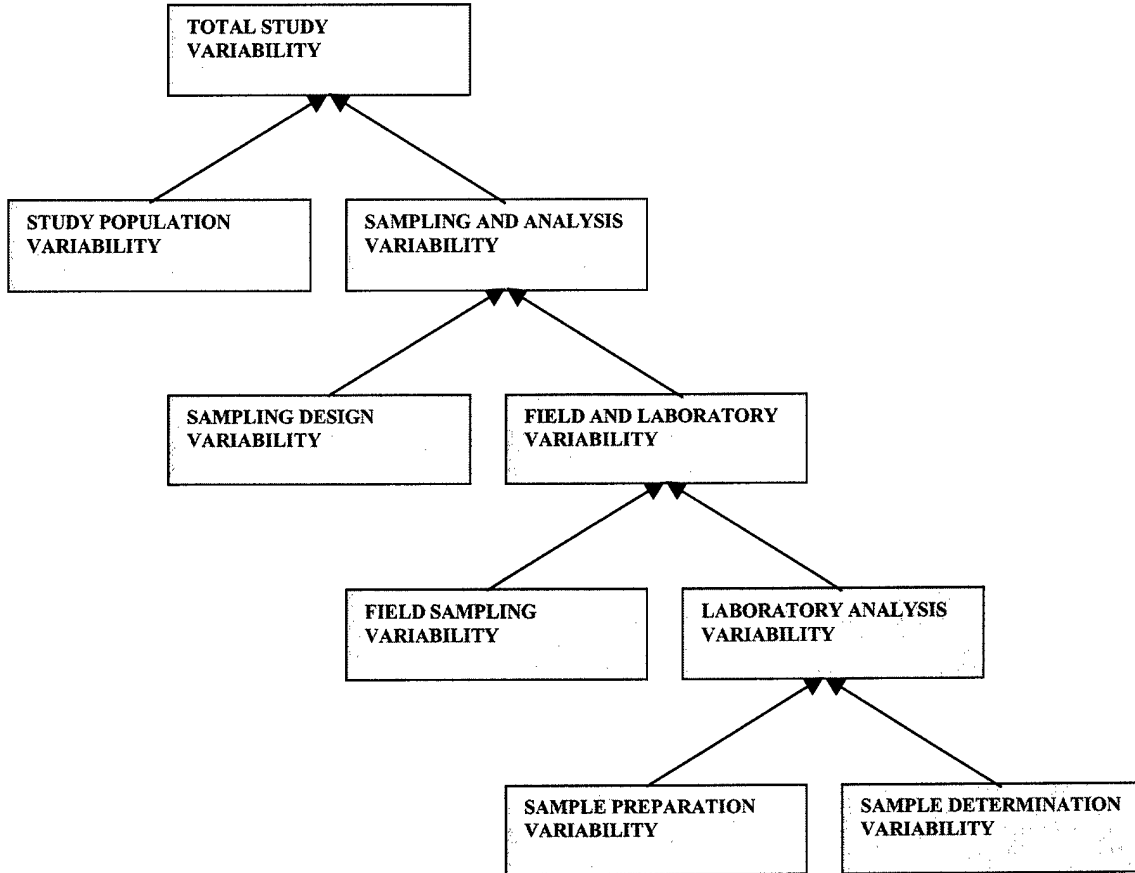 TOTAL STUDY
VARIABILITY
STUDY POPULATION
VARIABILITY
SAMPLING AND ANALYSIS
VARIABILITY
SAMPLING DESIGN
VARIABILITY
FIELD AND LABORATORY
VARIABILITY
FIELD SAMPLING
VARIABILITY
LABORATORY ANALYSIS
VARIABILITY
SAMPLE PREPARATION
VARIABILITY
SAMPLE DETERMINATION
VARIABILITY